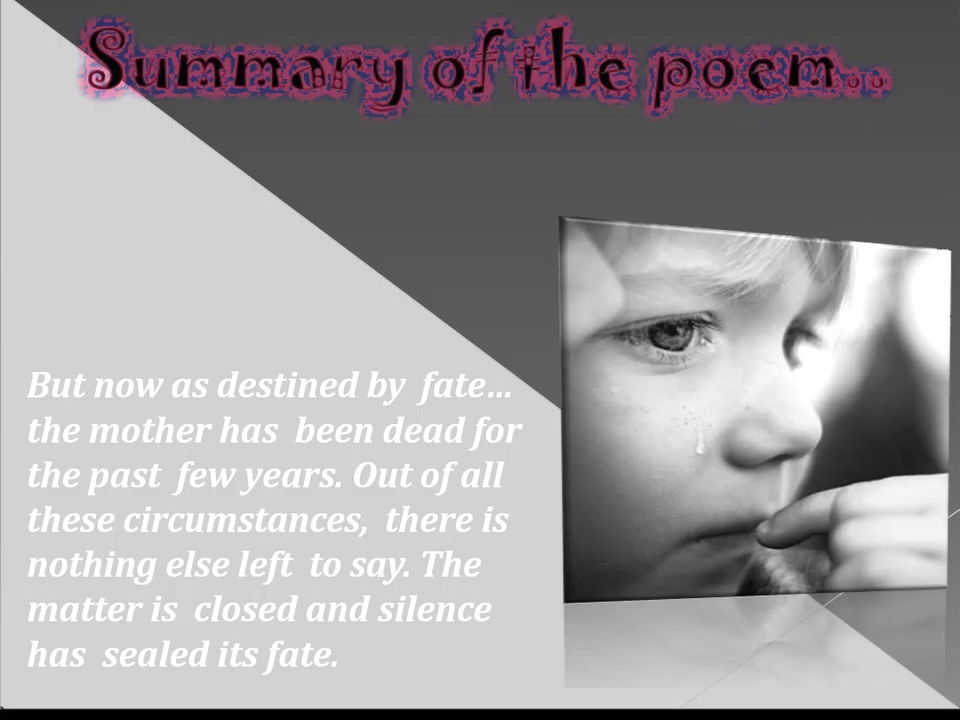 Summary of the poem...
But now as destined by fate...
the mother has been dead for
the past few years. Out of all
these circumstances, there is
nothing else left to say. The
matter is closed and silence
has sealed its fate.